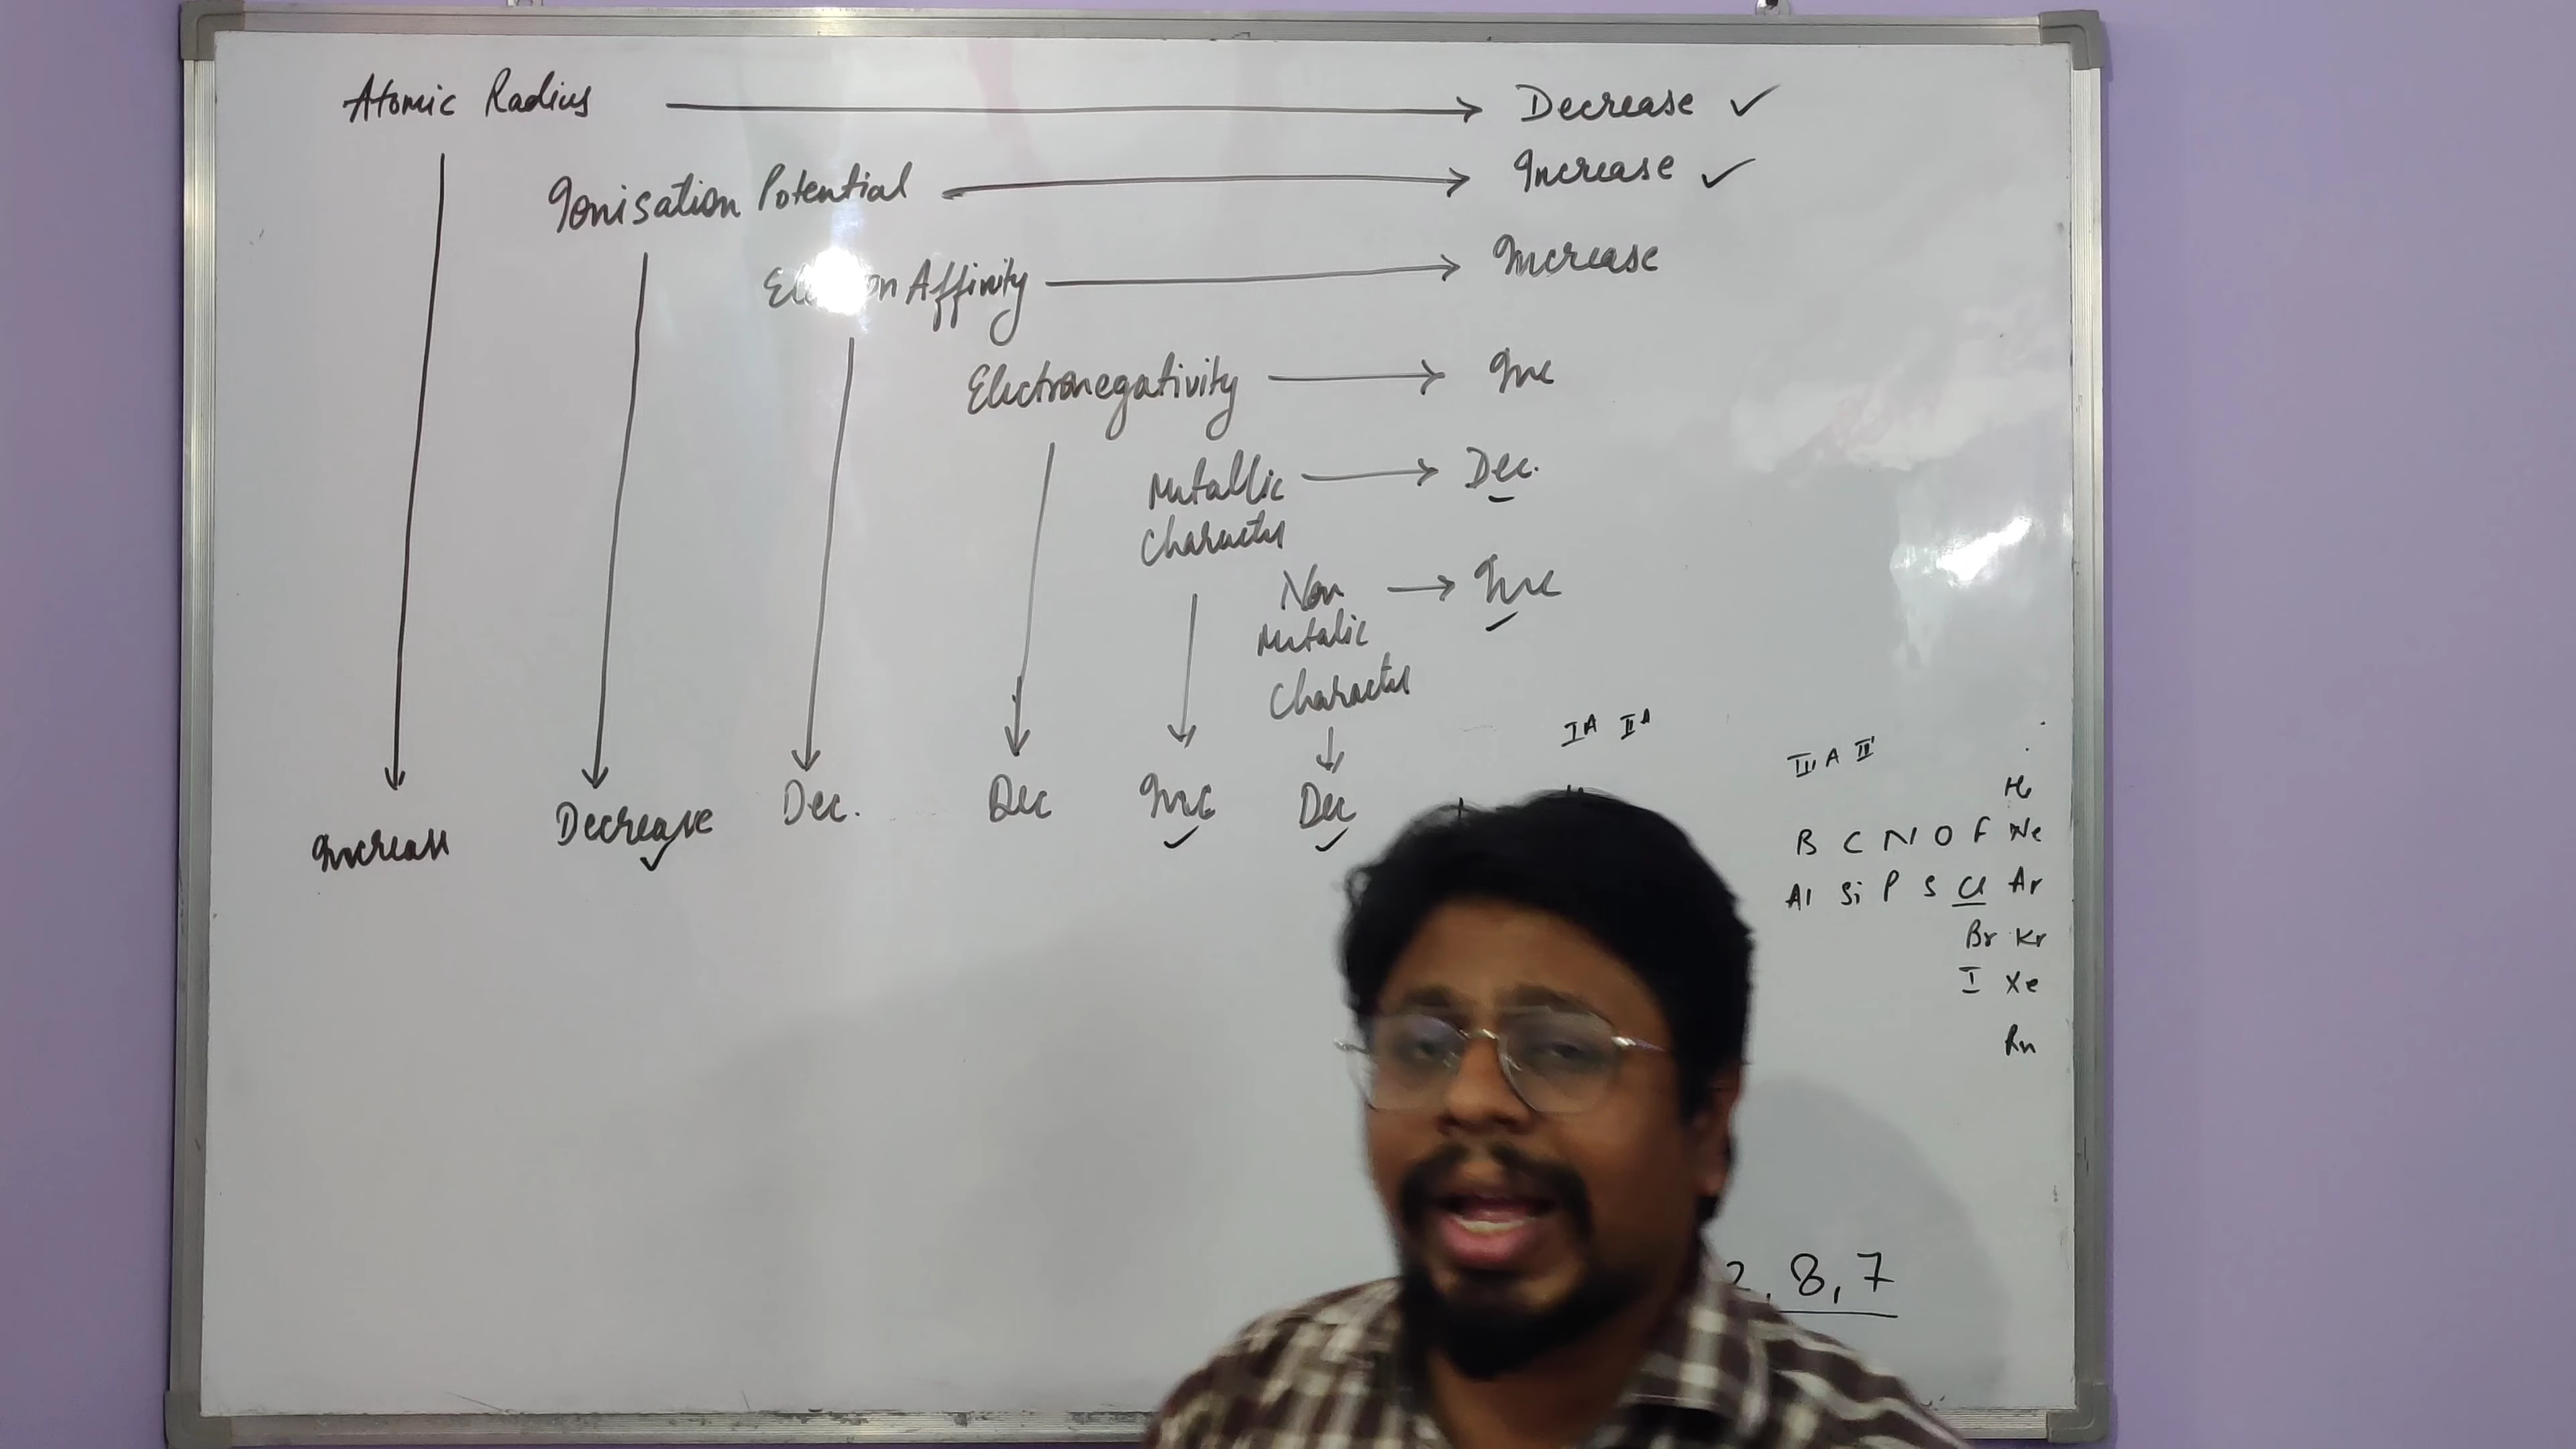 Atomic Radius Decrease ✓
Ionisation Potential Increase ✓
Electron Affinity Increase
Electronegativity Inc
Metallic Dec.
Character
Non Inc
Metalic
Character
IA IIA
IIIA
He
Increase Decrease Dec. Dec Inc Dec
B C N O F Ne
Al Si P S Cl Ar
Br Kr
I Xe
Rn
2, 8, 7